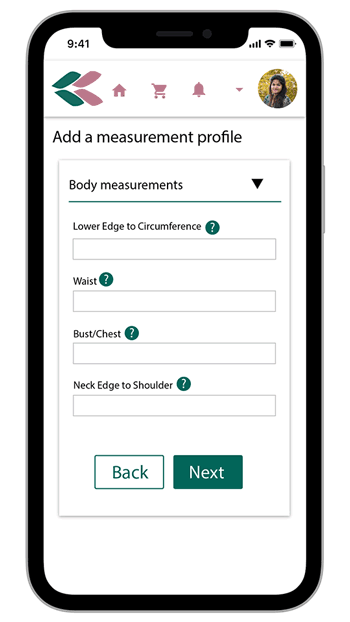 9:41
Add a measurement profile
Body measurements
Lower Edge to Circumference ?
Waist ?
Bust/Chest ?
Neck Edge to Shoulder ?
Back Next